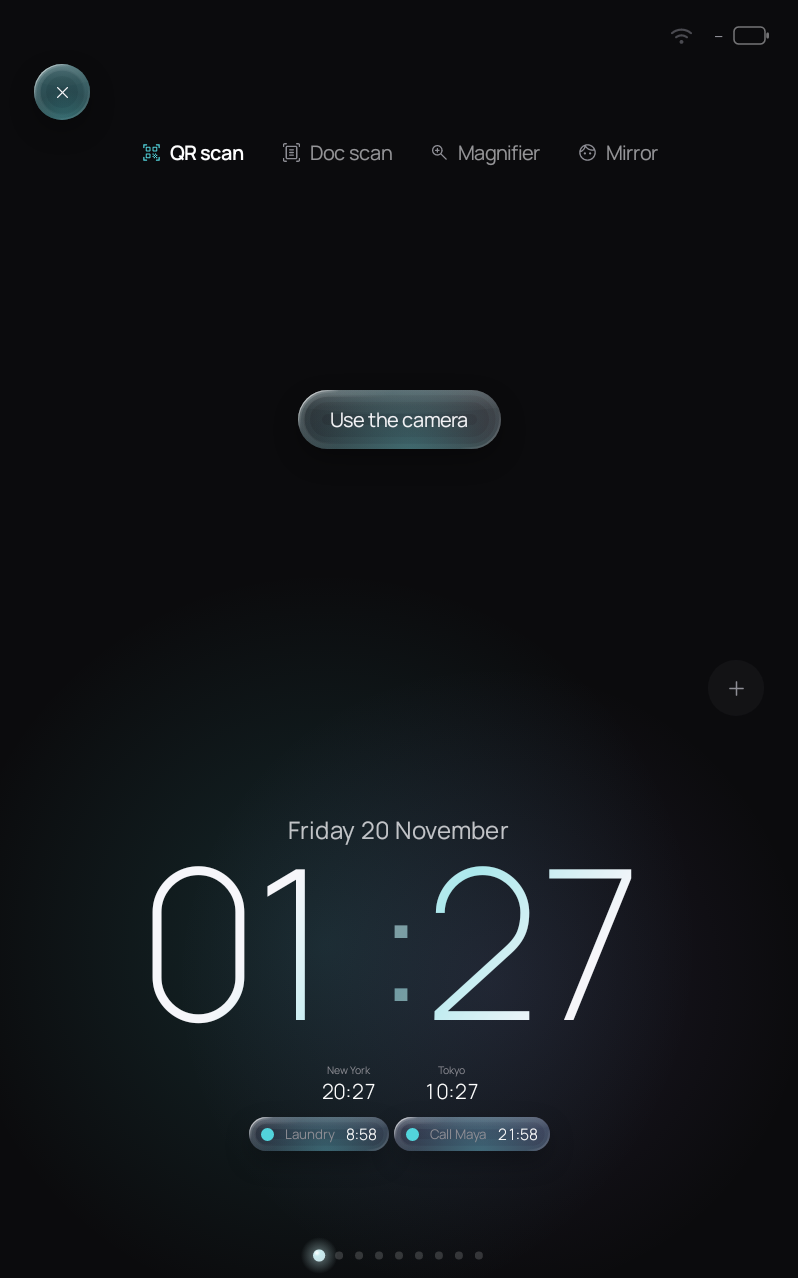 –
QR scan Doc scan Magnifier Mirror
Use the camera
Friday 20 November
01:27
New York Tokyo
20:27 10:27
Laundry 8:58 Call Maya 21:58